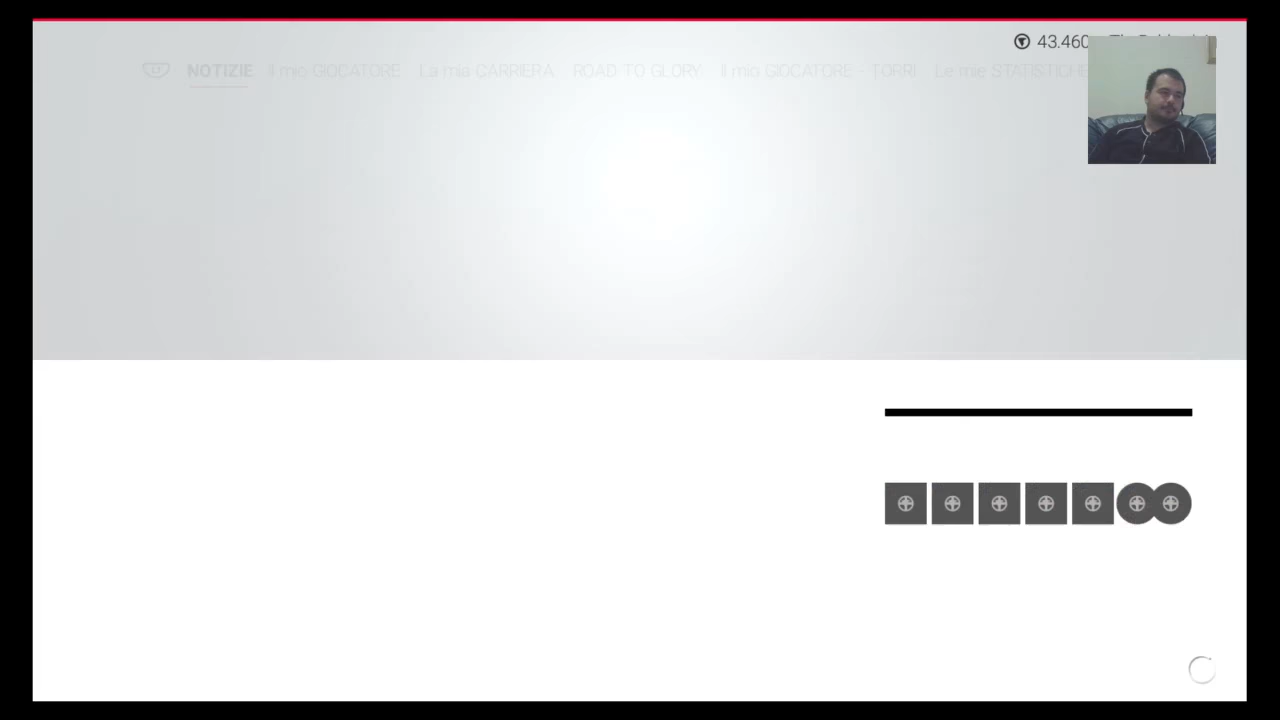 43.460
NOTIZIE Il mio GIOCATORE La mia CARRIERA ROAD TO GLORY Il mio GIOCATORE - TORRI Le mie STATISTICHE